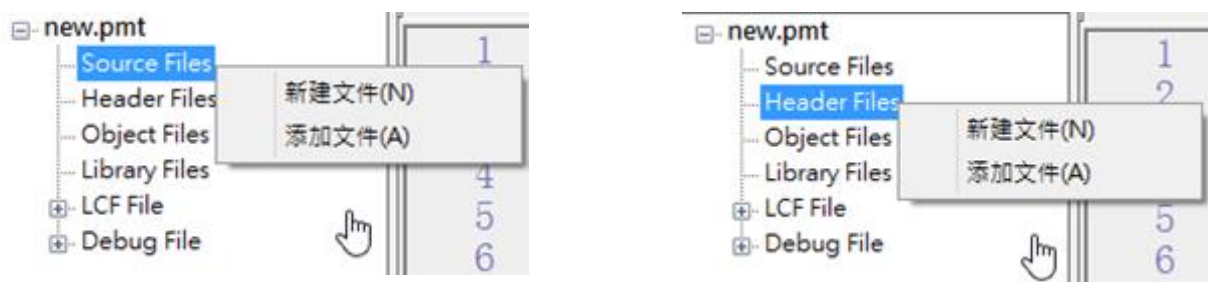 new.pmt
Source Files
Header Files
Object Files
Library Files
LCF File
Debug File
新建文件(N)
添加文件(A)
1
4
5
6
new.pmt
Source Files
Header Files
Object Files
Library Files
LCF File
Debug File
新建文件(N)
添加文件(A)
1
2
5
6